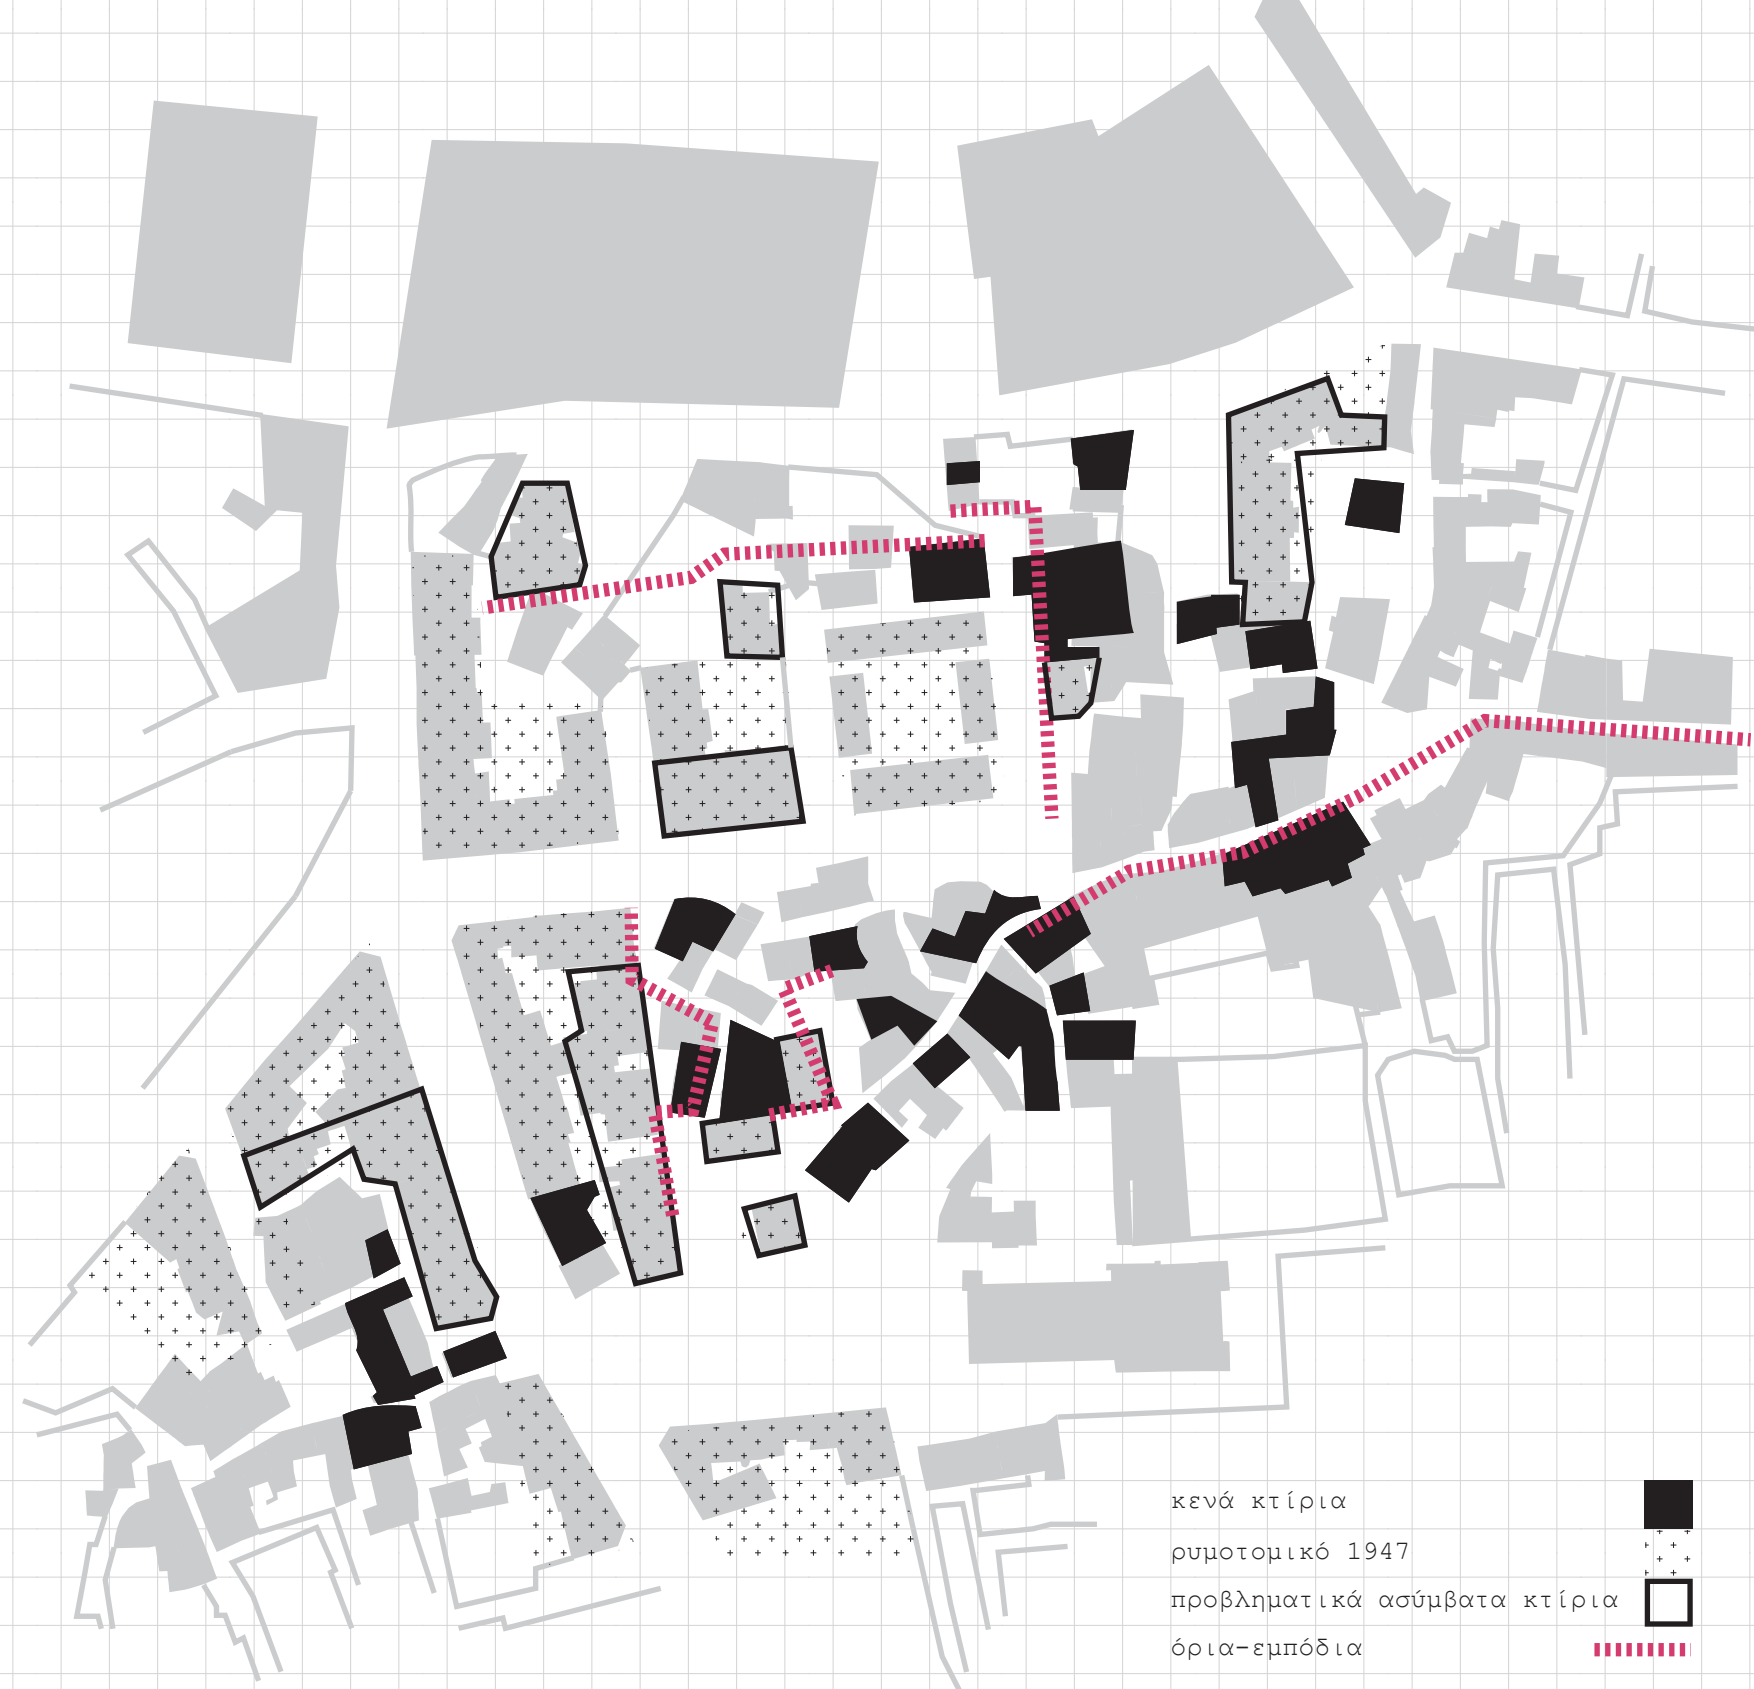 κενά κτίρια
ρυμοτομικό 1947
προβληματικά ασύμβατα κτίρια
όρια-εμπόδια